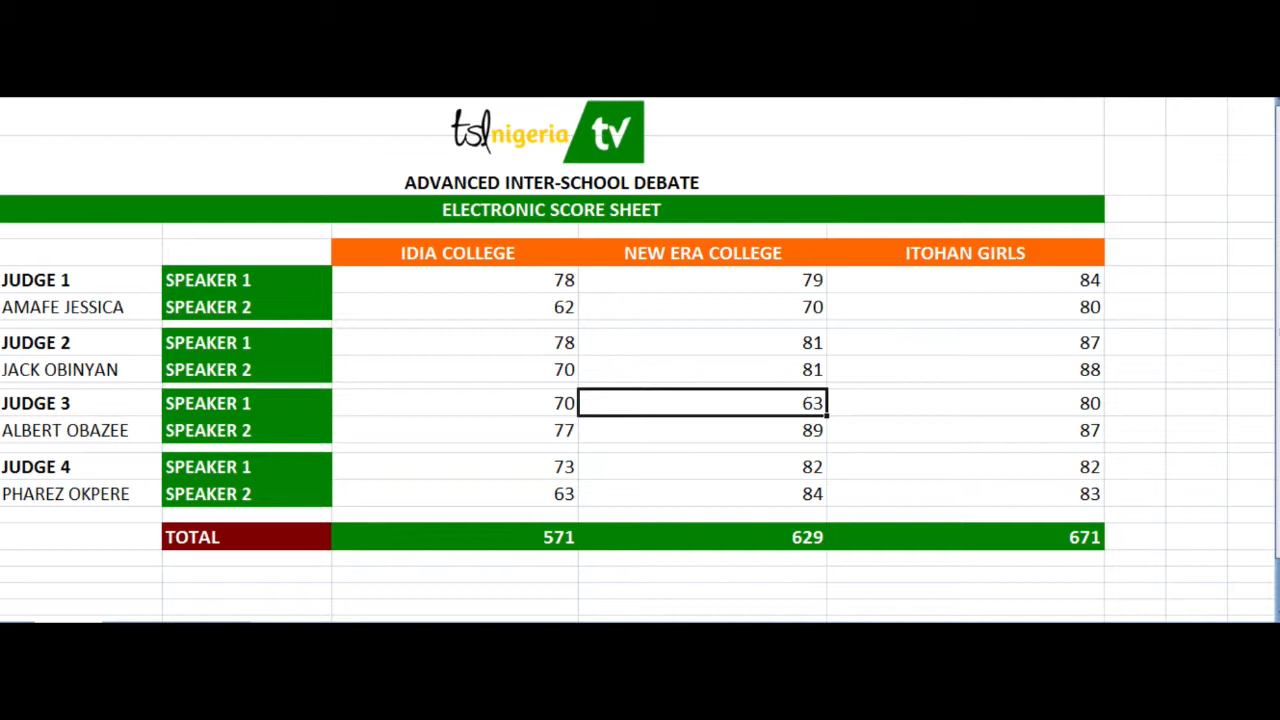 tslnigeria tv
ADVANCED INTER-SCHOOL DEBATE
ELECTRONIC SCORE SHEET
IDIA COLLEGE NEW ERA COLLEGE ITOHAN GIRLS
JUDGE 1 SPEAKER 1 78 79 84
AMAFE JESSICA SPEAKER 2 62 70 80
JUDGE 2 SPEAKER 1 78 81 87
JACK OBINYAN SPEAKER 2 70 81 88
JUDGE 3 SPEAKER 1 70 63 80
ALBERT OBAZEE SPEAKER 2 77 89 87
JUDGE 4 SPEAKER 1 73 82 82
PHAREZ OKPERE SPEAKER 2 63 84 83
TOTAL 571 629 671